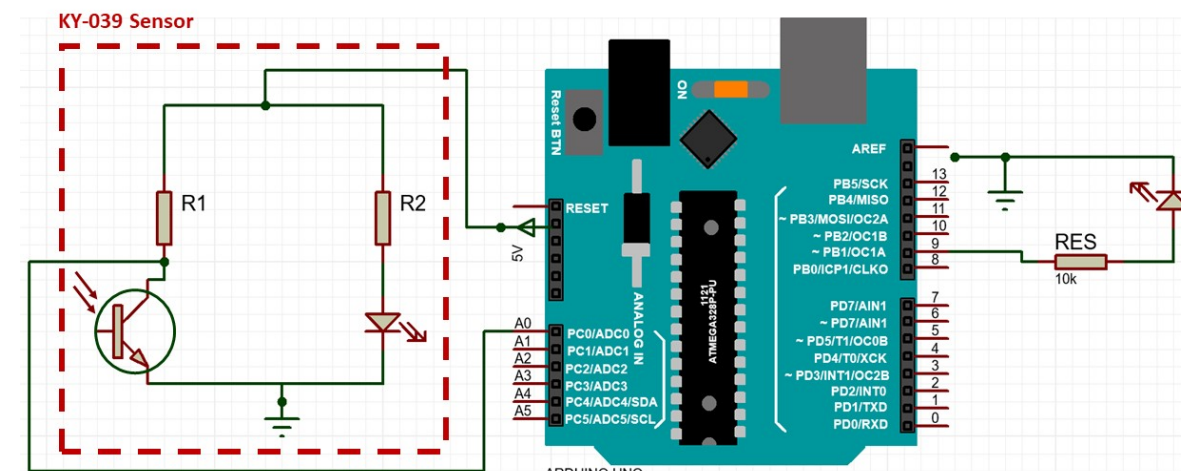 KY-039 Sensor
R1
R2
5V
Reset BTN
ON
RESET
ANALOG IN
1121
ATMEGA328P-PU
A0
A1
A2
A3
A4
A5
PC0/ADC0
PC1/ADC1
PC2/ADC2
PC3/ADC3
PC4/ADC4/SDA
PC5/ADC5/SCL
AREF
PB5/SCK
PB4/MISO
~ PB3/MOSI/OC2A
~ PB2/OC1B
~ PB1/OC1A
PB0/ICP1/CLKO
13
12
11
10
9
8
PD7/AIN1
~ PD7/AIN1
~ PD5/T1/OC0B
PD4/T0/XCK
~ PD3/INT1/OC2B
PD2/INT0
PD1/TXD
PD0/RXD
7
6
5
4
3
2
1
0
RES
10k
ARDUINO UNO